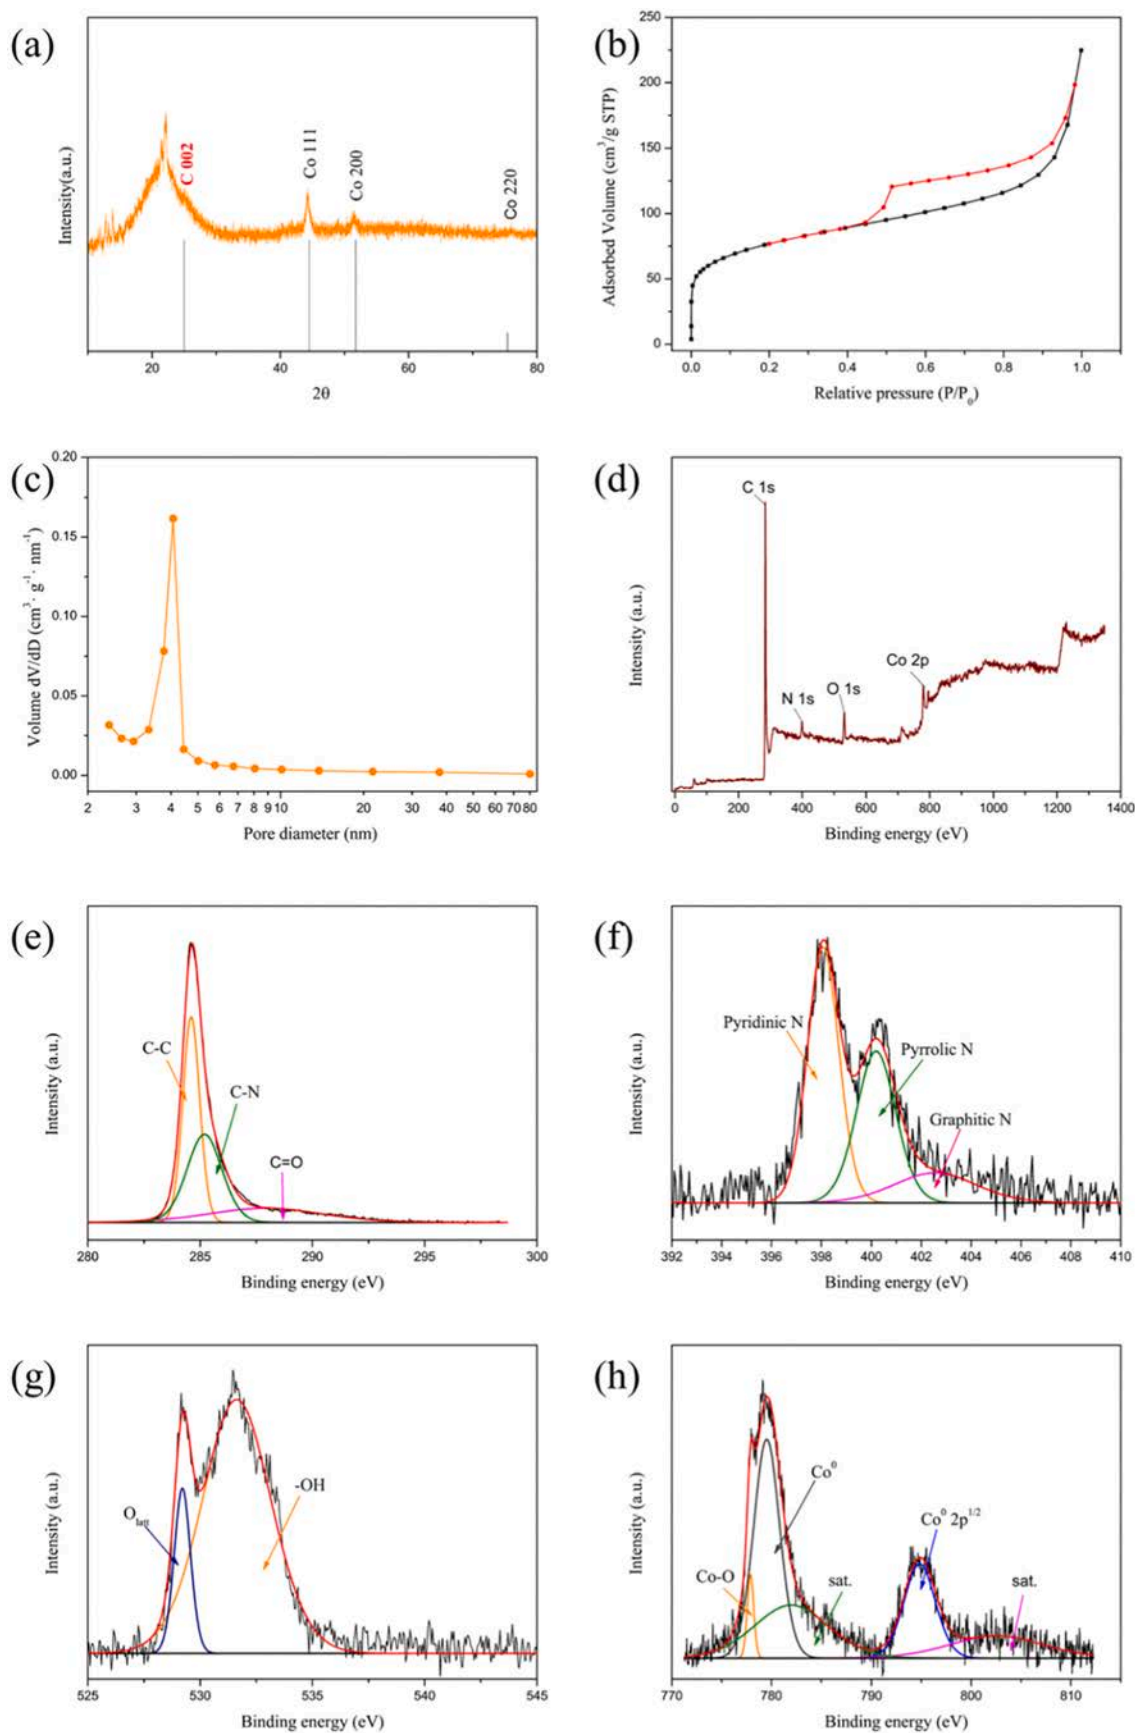 (a)
Intensity(a.u.)
C 002
Co 111
Co 200
Co 220
20
40
60
80
2θ
(b)
Adsorbed Volume (cm³/g STP)
250
200
150
100
50
0
0.0
0.2
0.4
0.6
0.8
1.0
Relative pressure (P/P₀)
(c)
Volume dV/dD (cm³· g⁻¹· nm⁻¹)
0.20
0.15
0.10
0.05
0.00
2
3
4
5
6
7
8
9
10
20
30
40
50
60
70
80
Pore diameter (nm)
(d)
Intensity (a.u.)
C 1s
N 1s
O 1s
Co 2p
0
200
400
600
800
1000
1200
1400
Binding energy (eV)
(e)
Intensity (a.u.)
C-C
C-N
C=O
280
285
290
295
300
Binding energy (eV)
(f)
Intensity (a.u.)
Pyridinic N
Pyrrolic N
Graphitic N
392
394
396
398
400
402
404
406
408
410
Binding energy (eV)
(g)
Intensity (a.u.)
O_latt
-OH
525
530
535
540
545
Binding energy (eV)
(h)
Intensity (a.u.)
Co⁰
Co-O
sat.
Co⁰ 2p^1/2
sat.
770
780
790
800
810
Binding energy (eV)